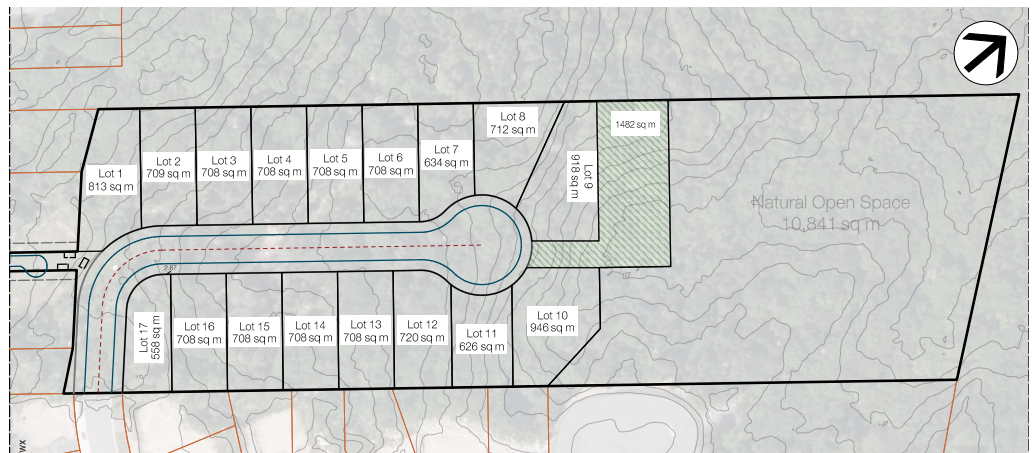 Lot 1
813 sq m
Lot 2
709 sq m
Lot 3
708 sq m
Lot 4
708 sq m
Lot 5
708 sq m
Lot 6
708 sq m
Lot 7
634 sq m
Lot 8
712 sq m
Lot 9
918 sq m
1482 sq m
Natural Open Space
10,841 sq m
Lot 10
946 sq m
Lot 11
626 sq m
Lot 12
720 sq m
Lot 13
708 sq m
Lot 14
708 sq m
Lot 15
708 sq m
Lot 16
708 sq m
Lot 17
558 sq m